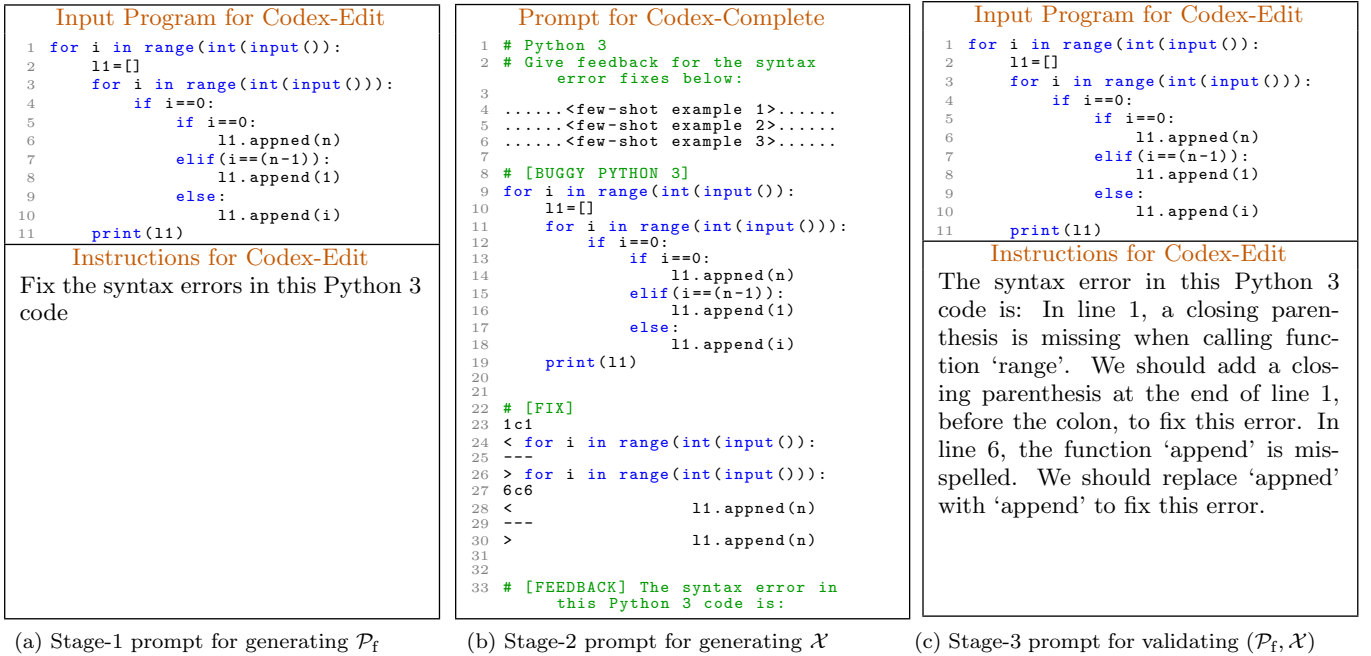 Input Program for Codex-Edit
1 for i in range(int(input()):
2     l1=[]
3     for i in range(int(input())):
4         if i==0:
5             if i==0:
6                 l1.appned(n)
7             elif(i==(n-1)):
8                 l1.append(1)
9             else:
10                 l1.append(i)
11     print(l1)
Instructions for Codex-Edit
Fix the syntax errors in this Python 3
code
(a) Stage-1 prompt for generating 𝒫f
Prompt for Codex-Complete
1 # Python 3
2 # Give feedback for the syntax
error fixes below:
3
4 ......<few-shot example 1>......
5 ......<few-shot example 2>......
6 ......<few-shot example 3>......
7
8 # [BUGGY PYTHON 3]
9 for i in range(int(input()):
10     l1=[]
11     for i in range(int(input())):
12         if i==0:
13             if i==0:
14                 l1.appned(n)
15             elif(i==(n-1)):
16                 l1.append(1)
17             else:
18                 l1.append(i)
19     print(l1)
20
21
22 # [FIX]
23 1c1
24 < for i in range(int(input()):
25 ---
26 > for i in range(int(input())):
27 6c6
28 <                 l1.appned(n)
29 ---
30 >                 l1.append(n)
31
32
33 # [FEEDBACK] The syntax error in
this Python 3 code is:
(b) Stage-2 prompt for generating 𝒳
Input Program for Codex-Edit
1 for i in range(int(input()):
2     l1=[]
3     for i in range(int(input())):
4         if i==0:
5             if i==0:
6                 l1.appned(n)
7             elif(i==(n-1)):
8                 l1.append(1)
9             else:
10                 l1.append(i)
11     print(l1)
Instructions for Codex-Edit
The syntax error in this Python 3
code is: In line 1, a closing paren-
thesis is missing when calling func-
tion ‘range’. We should add a clos-
ing parenthesis at the end of line 1,
before the colon, to fix this error. In
line 6, the function ‘append’ is mis-
spelled. We should replace ‘appned’
with ‘append’ to fix this error.
(c) Stage-3 prompt for validating (𝒫f, 𝒳)